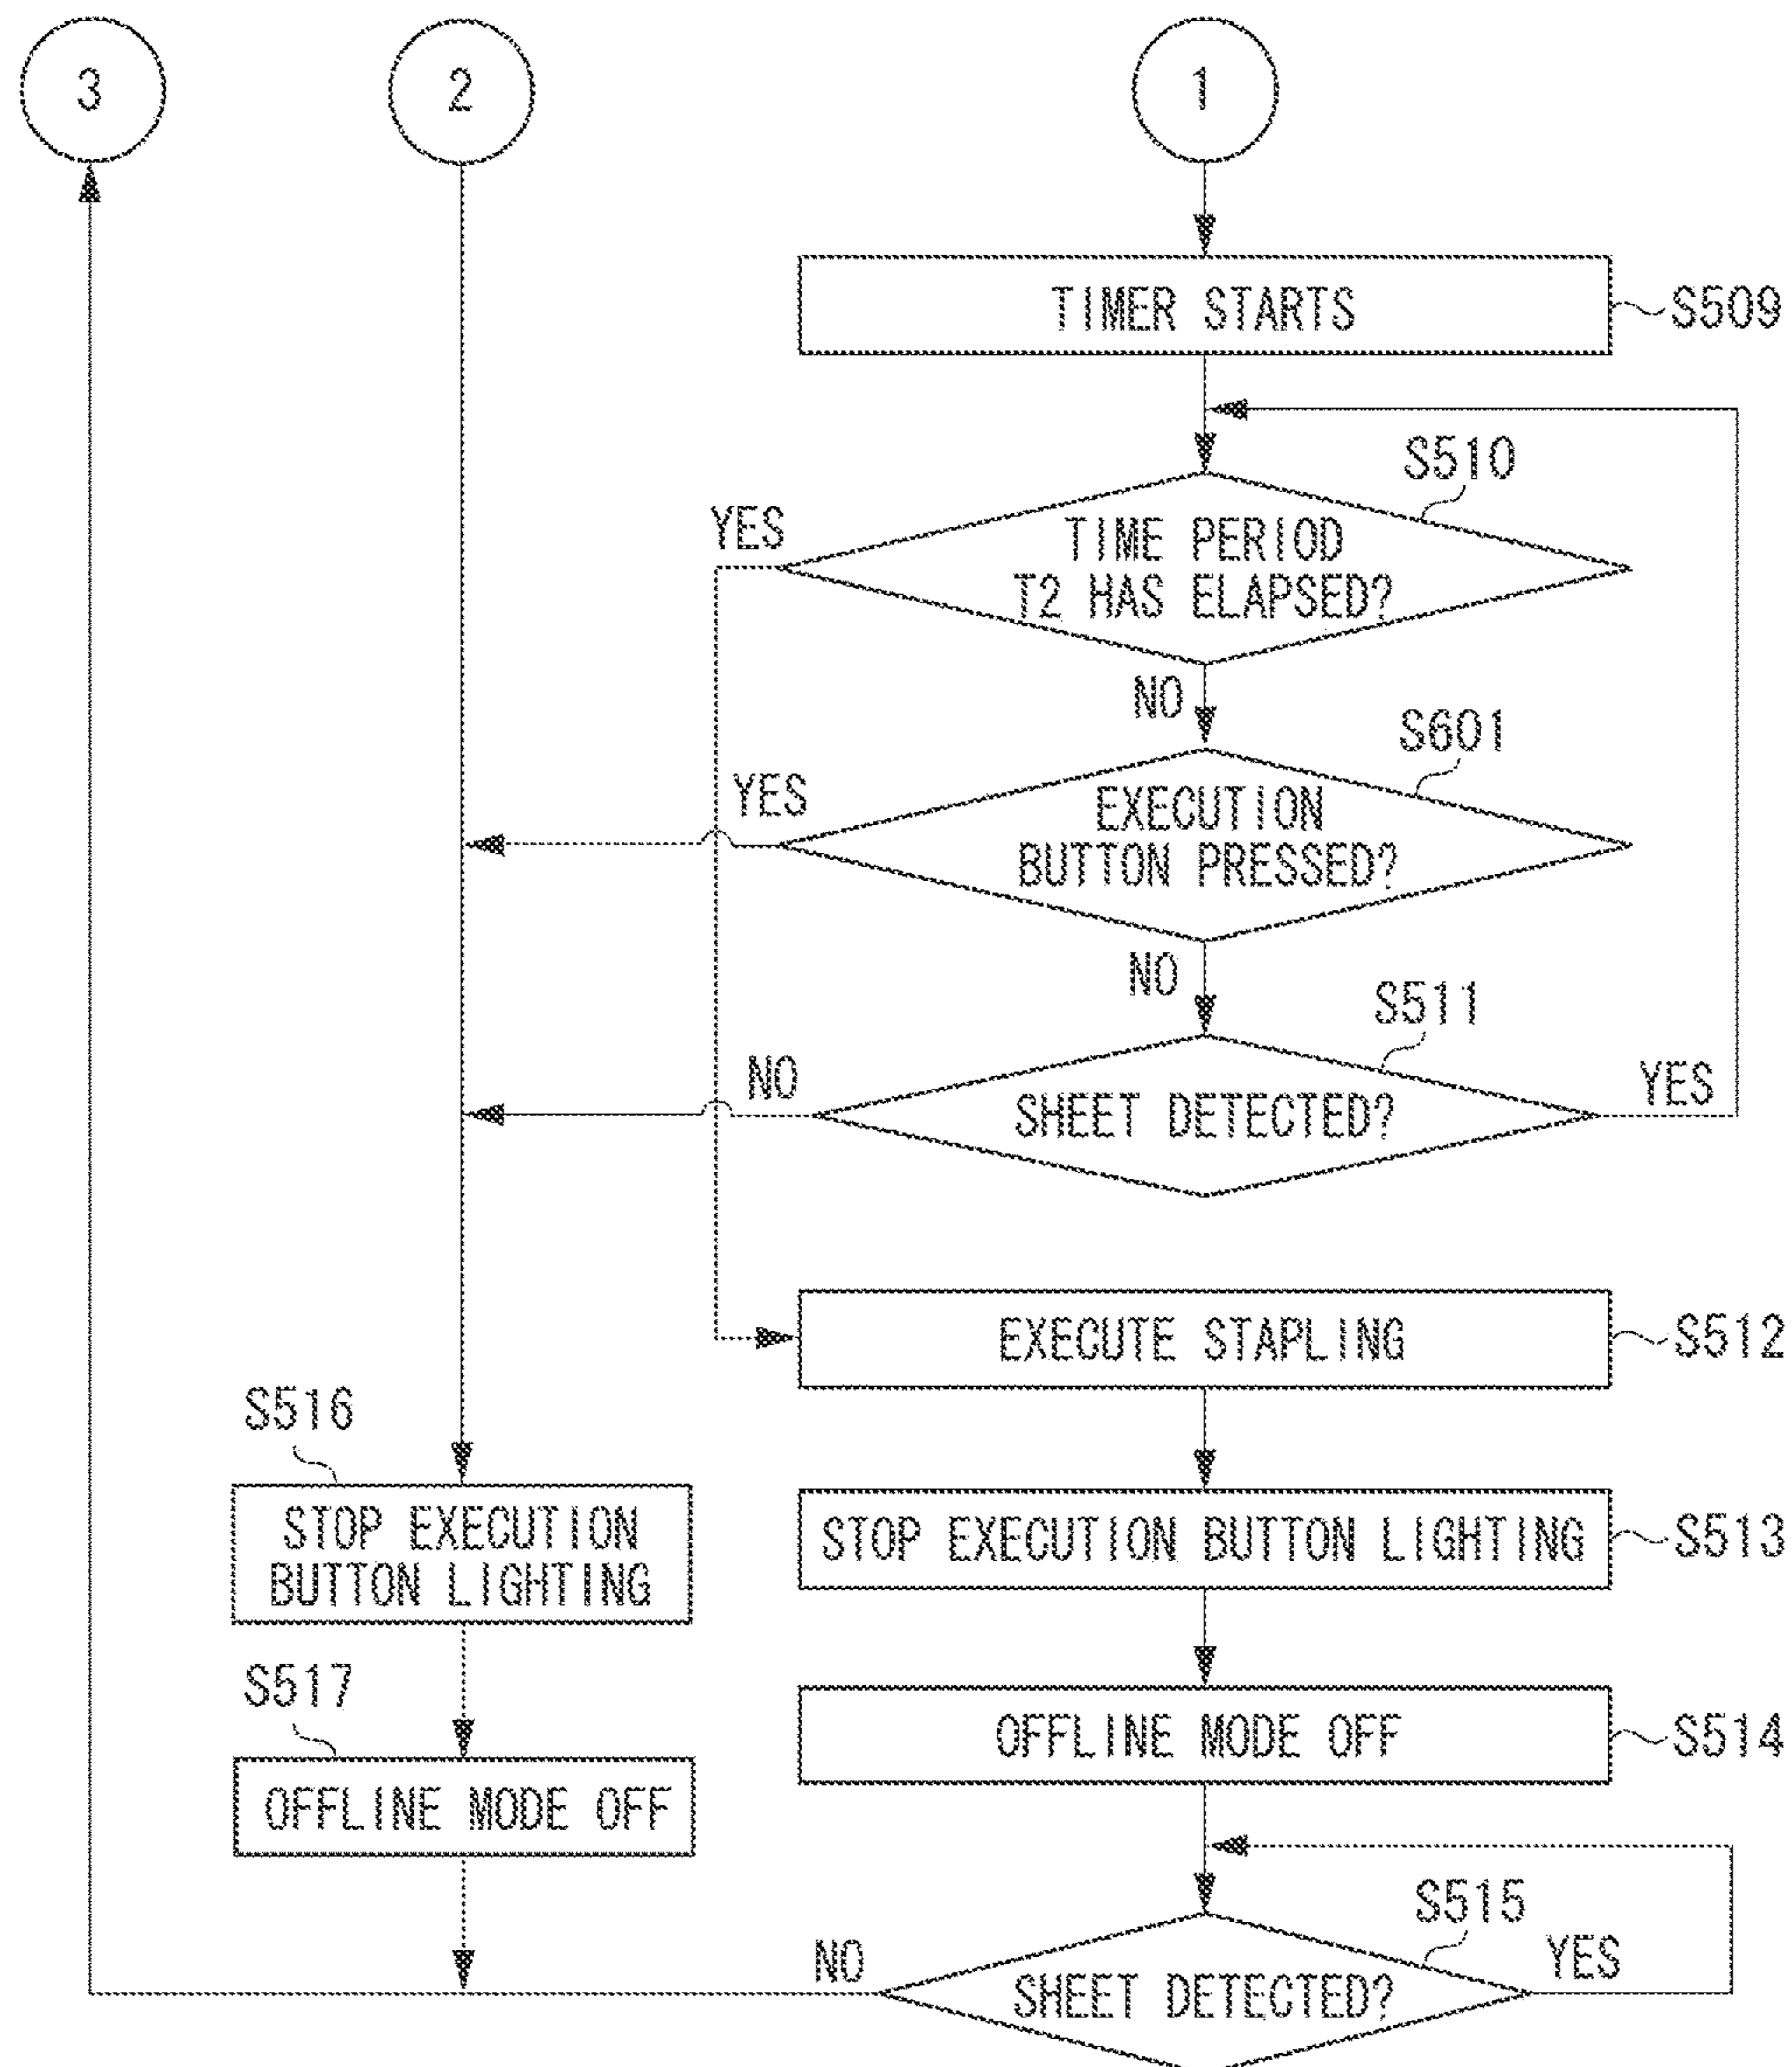 3
2
1
TIMER STARTS
S509
S510
YES
TIME PERIOD
T2 HAS ELAPSED?
NO
S601
YES
EXECUTION
BUTTON PRESSED?
NO
S511
NO
YES
SHEET DETECTED?
EXECUTE STAPLING
S512
S516
STOP EXECUTION
BUTTON LIGHTING
STOP EXECUTION BUTTON LIGHTING
S513
S517
OFFLINE MODE OFF
OFFLINE MODE OFF
S514
S515
NO
YES
SHEET DETECTED?